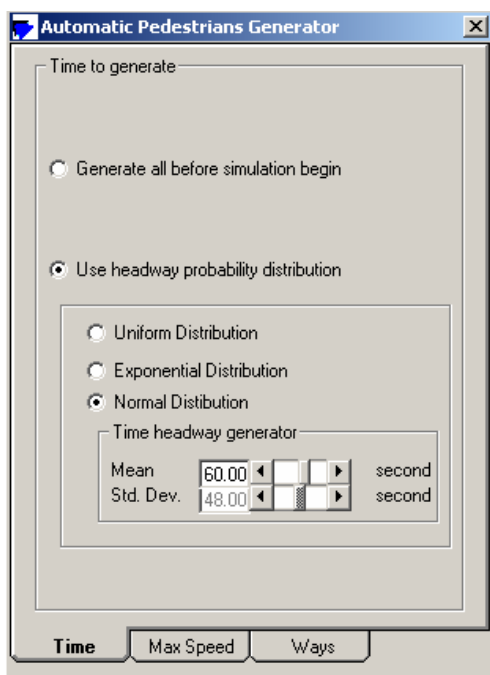 Automatic Pedestrians Generator
Time to generate
Generate all before simulation begin
Use headway probability distribution
Uniform Distribution
Exponential Distribution
Normal Distibution
Time headway generator
Mean 60.00 second
Std. Dev. 48.00 second
Time Max Speed Ways